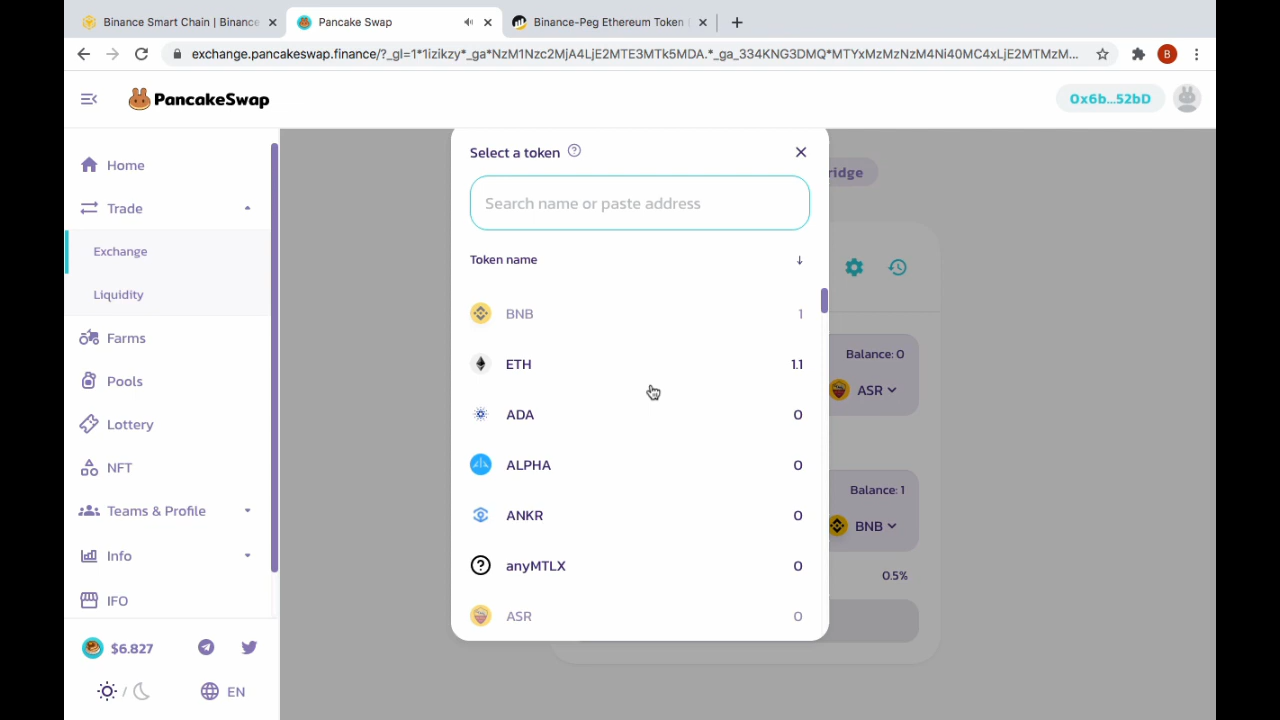 Binance Smart Chain | Binance
Pancake Swap
Binance-Peg Ethereum Token
exchange.pancakeswap.finance/?_gl=1*1izikzy*_ga*NzM1Nzc2MjA4LjE2MTE3MTk5MDA.*_ga_334KNG3DMQ*MTYxMzMzNzM4Ni40MC4xLjE2MTMzM...
B
PancakeSwap
0x6b...52bD
Home
Trade
Exchange
Liquidity
Farms
Pools
Lottery
NFT
Teams & Profile
Info
IFO
$6.827
/
EN
Select a token
Search name or paste address
Token name
BNB 1
ETH 1.1
ADA 0
ALPHA 0
ANKR 0
anyMTLX 0
ASR 0
ridge
Balance: 0
ASR
Balance: 1
BNB
0.5%